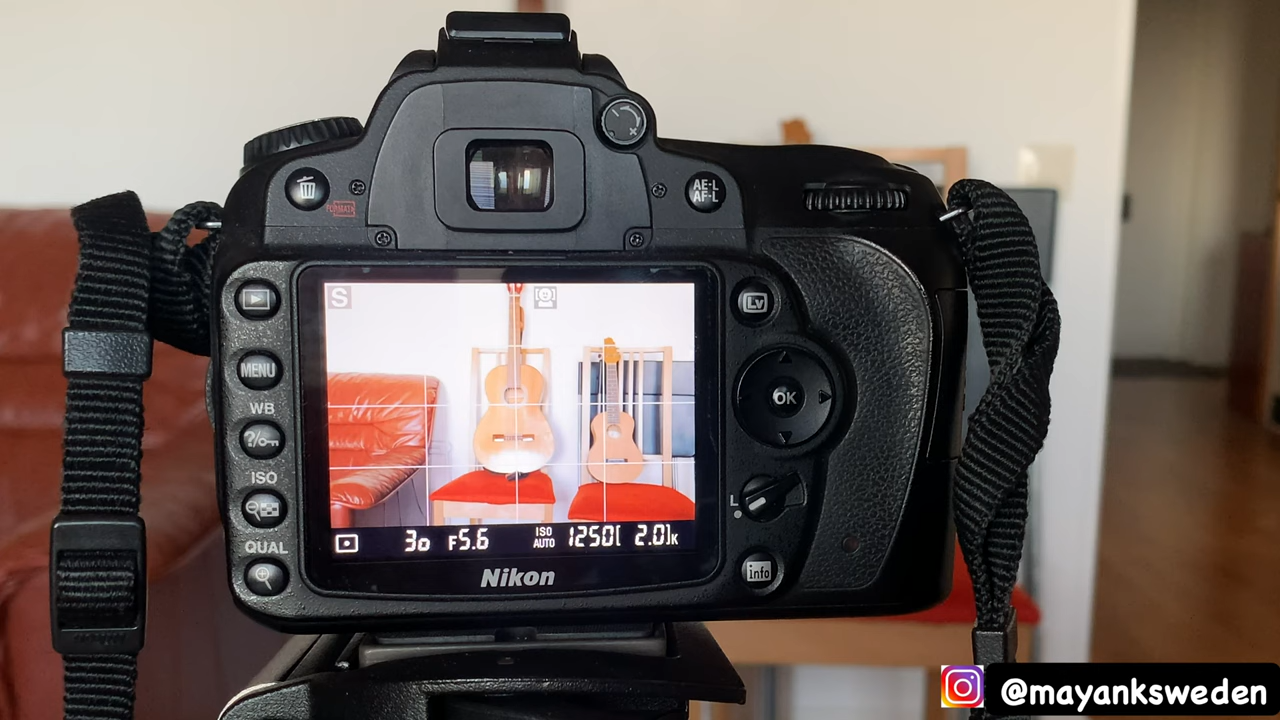 AE-L
AF-L
FORMAT
S
Lv
MENU
OK
WB
?
ISO
L
QUAL
30 F5.6 ISO AUTO 1250[ 2.0]K
info
Nikon
@mayanksweden